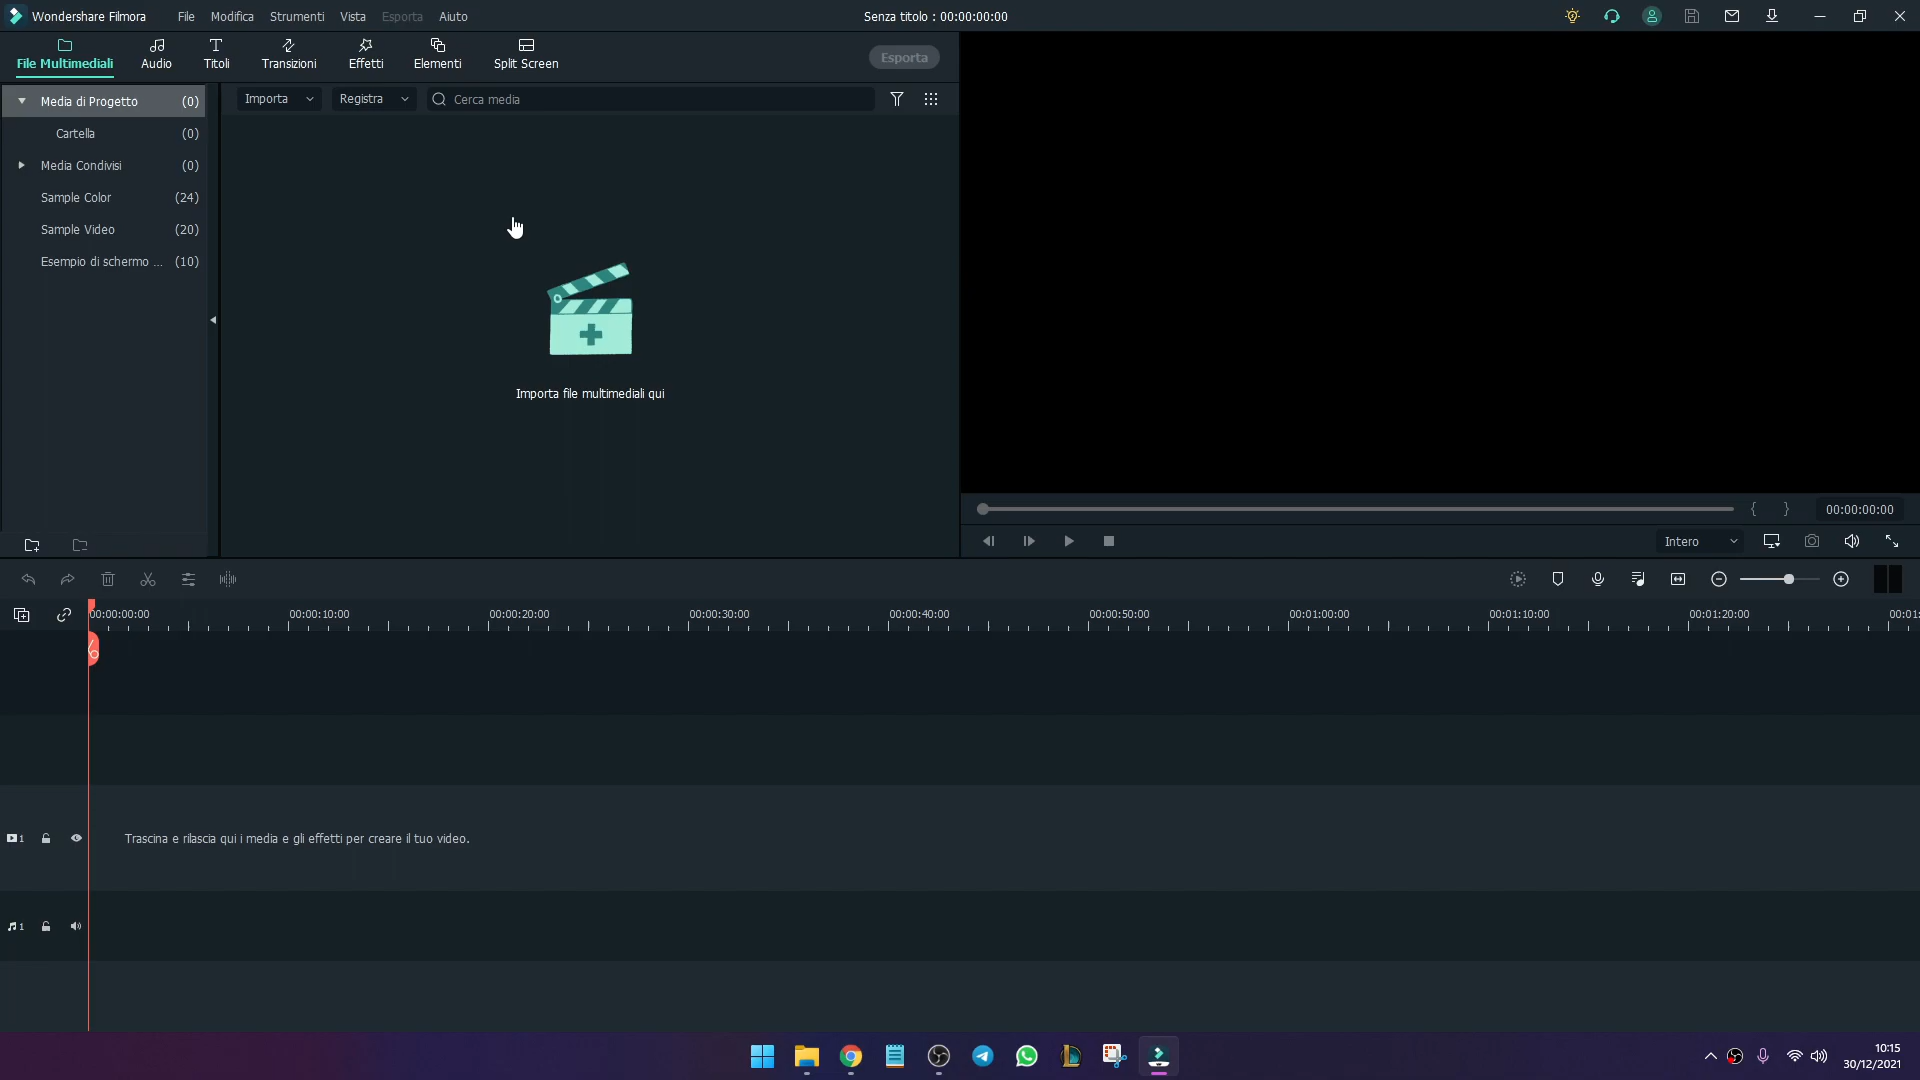 Wondershare Filmora File Modifica Strumenti Vista Esporta Aiuto Senza titolo : 00:00:00:00
File Multimediali Audio Titoli Transizioni Effetti Elementi Split Screen Esporta
Media di Progetto (0)
Cartella (0)
Media Condivisi (0)
Sample Color (24)
Sample Video (20)
Esempio di schermo ... (10)
Importa Registra Cerca media
Importa file multimediali qui
{ } 00:00:00:00
Intero
00:00:00:00 00:00:10:00 00:00:20:00 00:00:30:00 00:00:40:00 00:00:50:00 00:01:00:00 00:01:10:00 00:01:20:00 00:01:
1 Trascina e rilascia qui i media e gli effetti per creare il tuo video.
1
10:15
30/12/2021